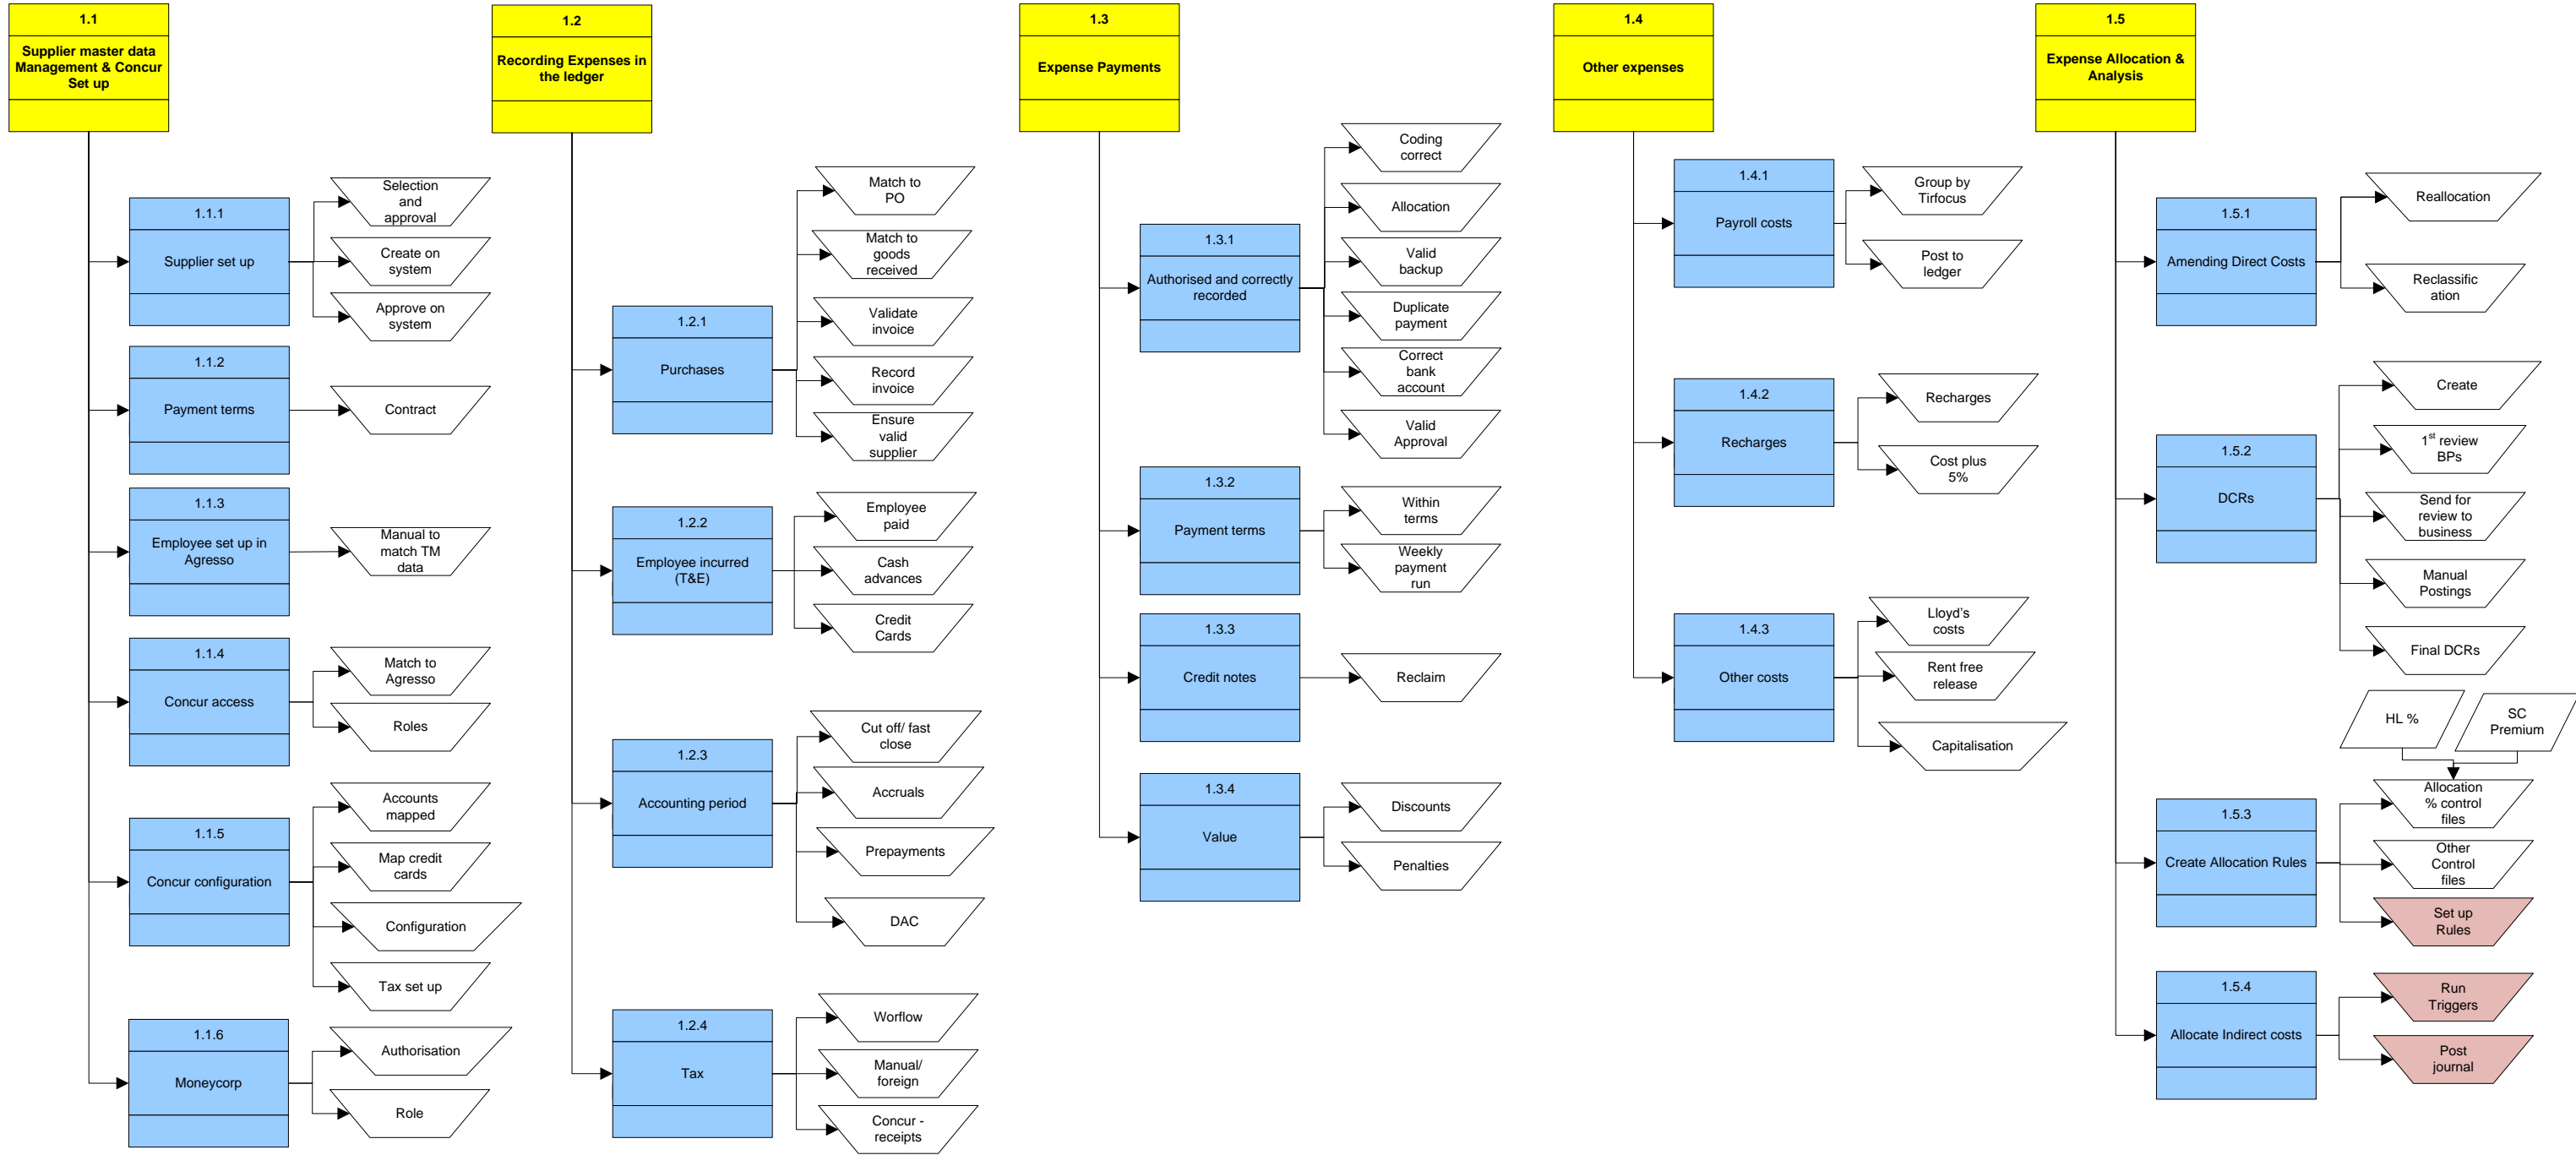 1.1
Supplier master data
Management & Concur
Set up
1.1.1
Supplier set up
Selection
and
approval
Create on
system
Approve on
system
1.1.2
Payment terms
Contract
1.1.3
Employee set up in
Agresso
Manual to
match TM
data
1.1.4
Concur access
Match to
Agresso
Roles
1.1.5
Concur configuration
Accounts
mapped
Map credit
cards
Configuration
Tax set up
1.1.6
Moneycorp
Authorisation
Role
1.2
Recording Expenses in
the ledger
1.2.1
Purchases
Match to
PO
Match to
goods
received
Validate
invoice
Record
invoice
Ensure
valid
supplier
1.2.2
Employee incurred
(T&E)
Employee
paid
Cash
advances
Credit
Cards
1.2.3
Accounting period
Cut off/ fast
close
Accruals
Prepayments
DAC
1.2.4
Tax
Worflow
Manual/
foreign
Concur -
receipts
1.3
Expense Payments
1.3.1
Authorised and correctly
recorded
Coding
correct
Allocation
Valid
backup
Duplicate
payment
Correct
bank
account
Valid
Approval
1.3.2
Payment terms
Within
terms
Weekly
payment
run
1.3.3
Credit notes
Reclaim
1.3.4
Value
Discounts
Penalties
1.4
Other expenses
1.4.1
Payroll costs
Group by
Tirfocus
Post to
ledger
1.4.2
Recharges
Recharges
Cost plus
5%
1.4.3
Other costs
Lloyd's
costs
Rent free
release
Capitalisation
1.5
Expense Allocation &
Analysis
1.5.1
Amending Direct Costs
Reallocation
Reclassific
ation
1.5.2
DCRs
Create
1st review
BPs
Send for
review to
business
Manual
Postings
Final DCRs
HL %
SC
Premium
1.5.3
Create Allocation Rules
Allocation
% control
files
Other
Control
files
Set up
Rules
1.5.4
Allocate Indirect costs
Run
Triggers
Post
journal